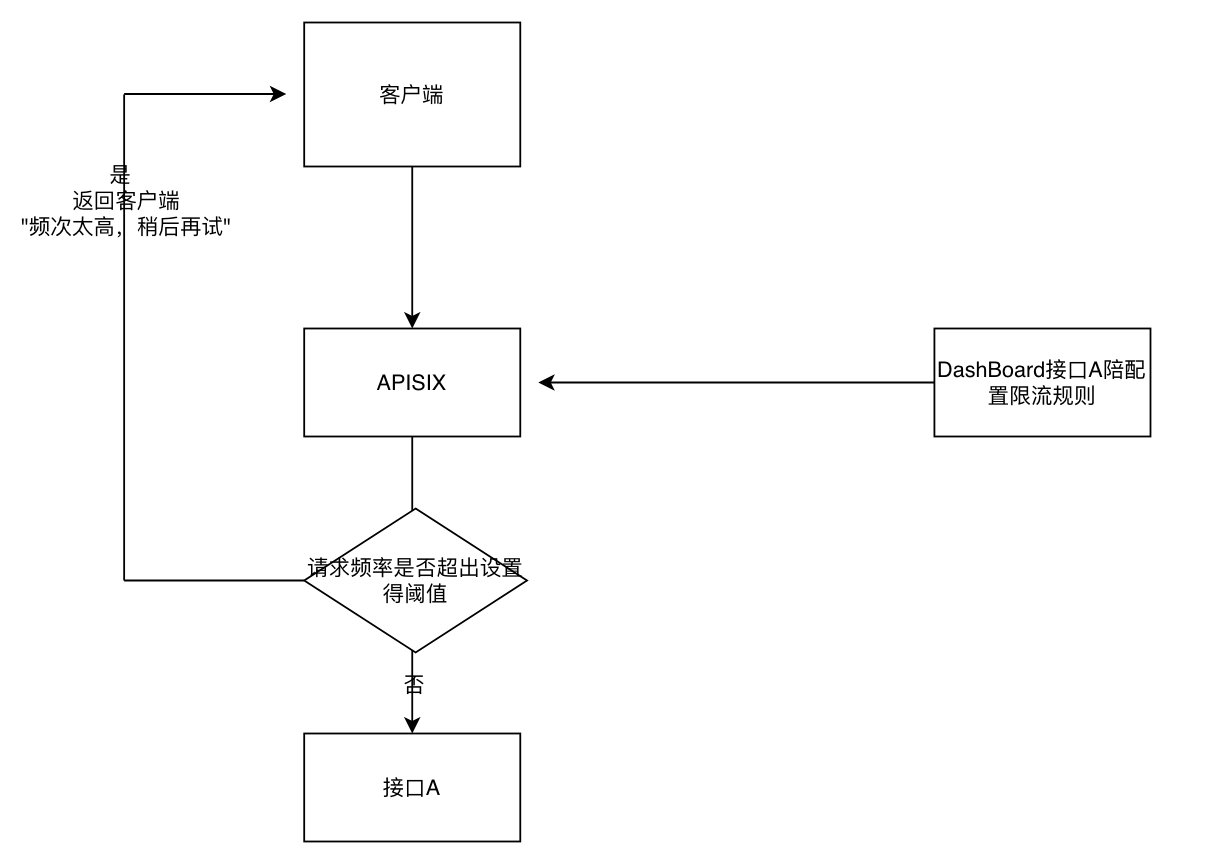 客户端
是
返回客户端
"频次太高，稍后再试"
APISIX
DashBoard接口A陪配
置限流规则
请求频率是否超出设置
得阈值
否
接口A